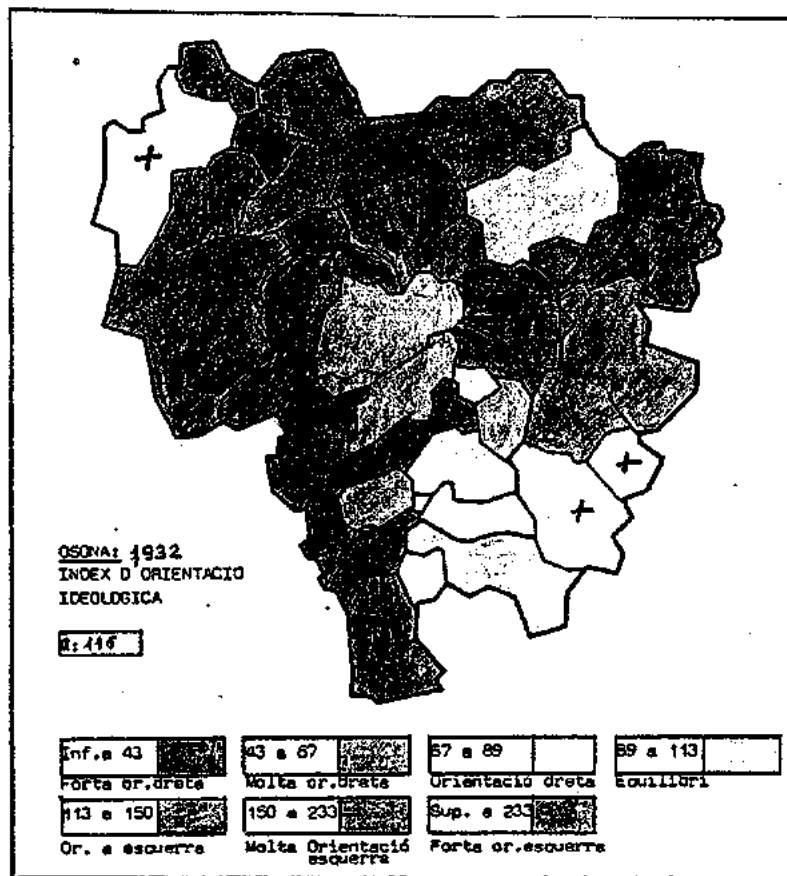 OSONA: 1932
INDEX D ORIENTACIO
IDEOLOGICA
Inf.a 43
43 a 67
67 a 89
89 a 113
Forta or.dreta
Molta or.dreta
Orientació dreta
Equilibri
113 a 150
150 a 233
Sup. a 233
Or. a esquerra
Molta Orientació
esquerra
Forta or.esquerra